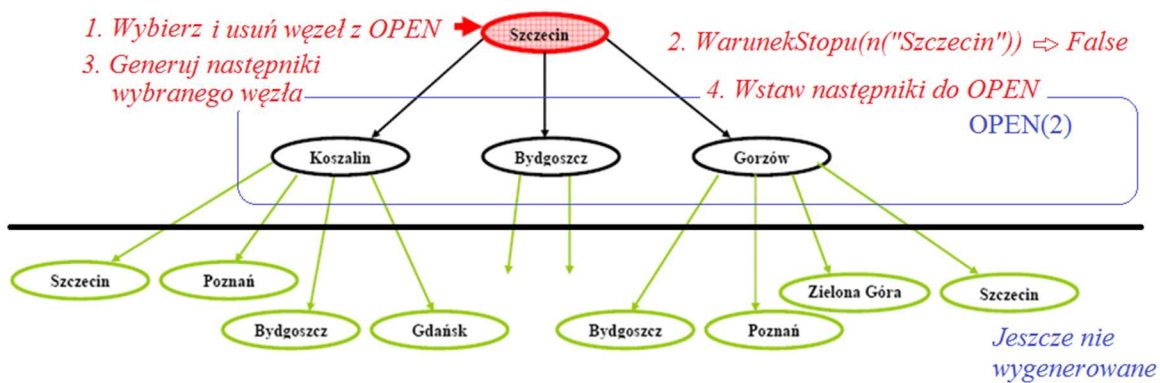 1. Wybierz i usuń węzeł z OPEN
Szczecin
2. WarunekStopu(n("Szczecin")) ⇨ False
3. Generuj następniki
wybranego węzła
4. Wstaw następniki do OPEN
OPEN(2)
Koszalin
Bydgoszcz
Gorzów
Szczecin
Poznań
Zielona Góra
Szczecin
Bydgoszcz
Gdańsk
Bydgoszcz
Poznań
Jeszcze nie
wygenerowane